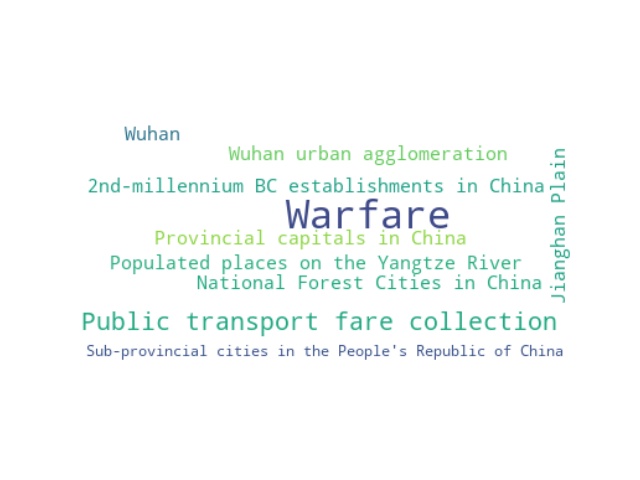 Wuhan
Wuhan urban agglomeration
2nd-millennium BC establishments in China
Jianghan Plain
Warfare
Provincial capitals in China
Populated places on the Yangtze River
National Forest Cities in China
Public transport fare collection
Sub-provincial cities in the People's Republic of China